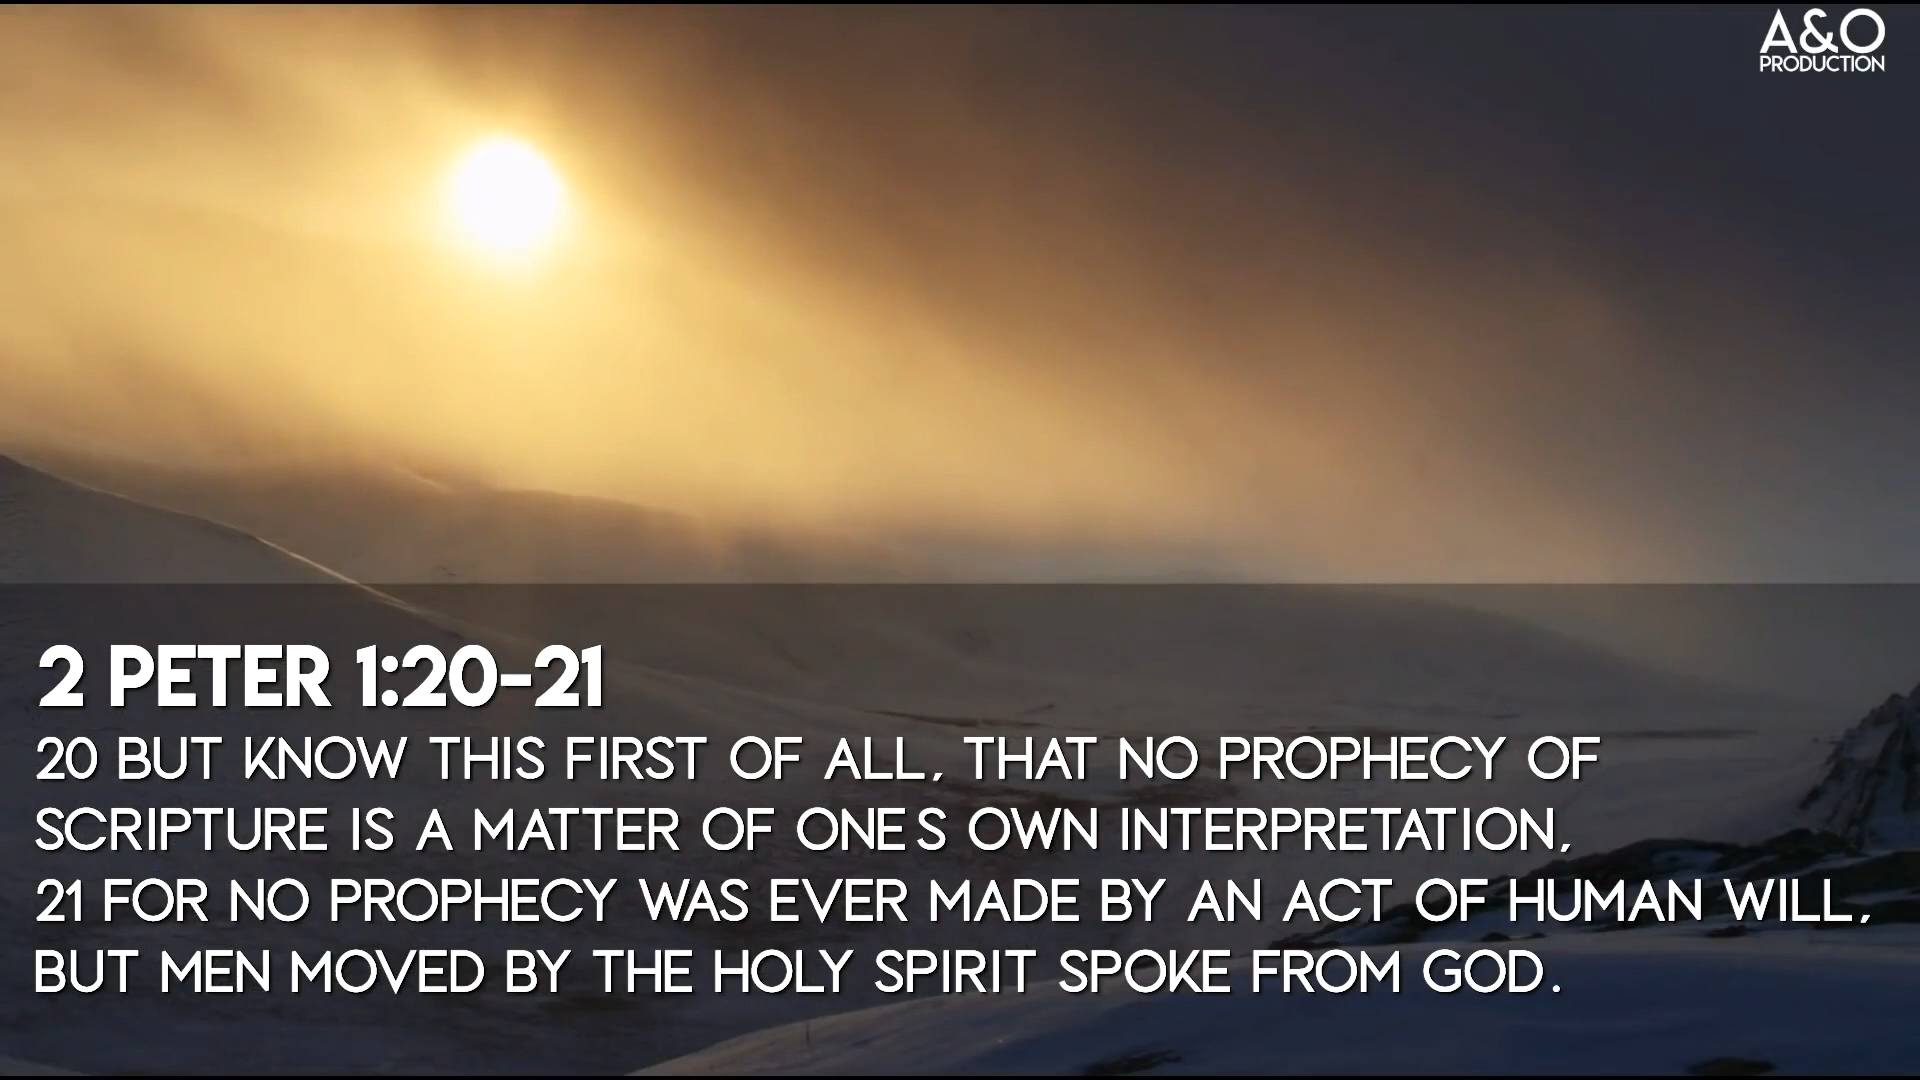 A&O
PRODUCTION
2 PETER 1:20-21
20 BUT KNOW THIS FIRST OF ALL, THAT NO PROPHECY OF
SCRIPTURE IS A MATTER OF ONE S OWN INTERPRETATION,
21 FOR NO PROPHECY WAS EVER MADE BY AN ACT OF HUMAN WILL,
BUT MEN MOVED BY THE HOLY SPIRIT SPOKE FROM GOD.